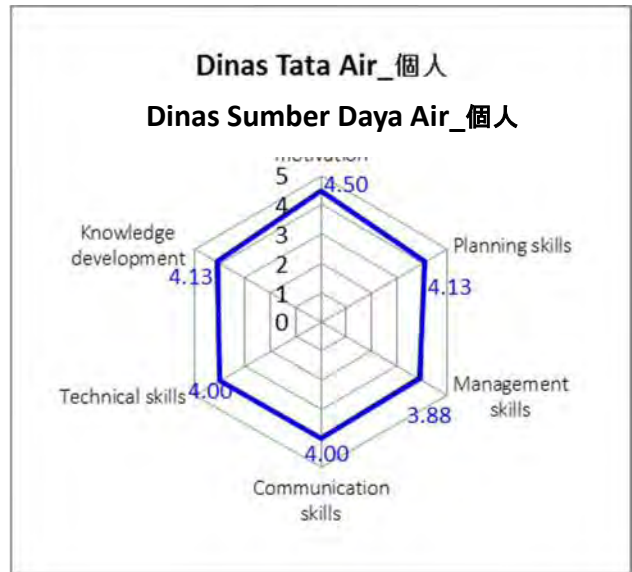 Dinas Tata Air_個人
Dinas Sumber Daya Air_個人
motivation
5
4.50
4
3
2
1
0
Knowledge
development
4.13
Planning skills
4.13
Technical skills
4.00
Management
skills
3.88
4.00
Communication
skills